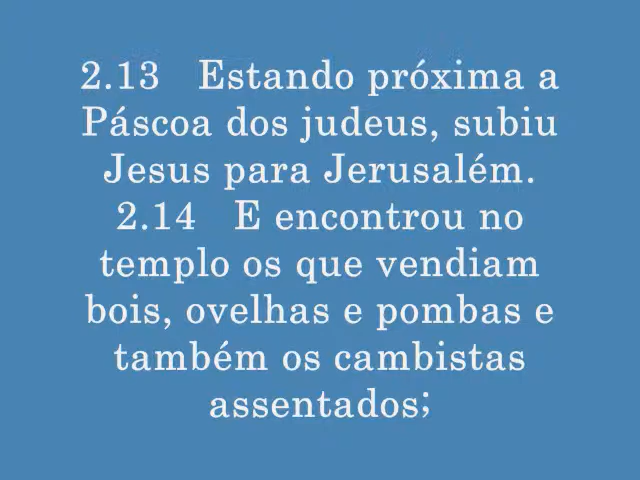 2.13 Estando próxima a
Páscoa dos judeus, subiu
Jesus para Jerusalém.
2.14 E encontrou no
templo os que vendiam
bois, ovelhas e pombas e
também os cambistas
assentados;